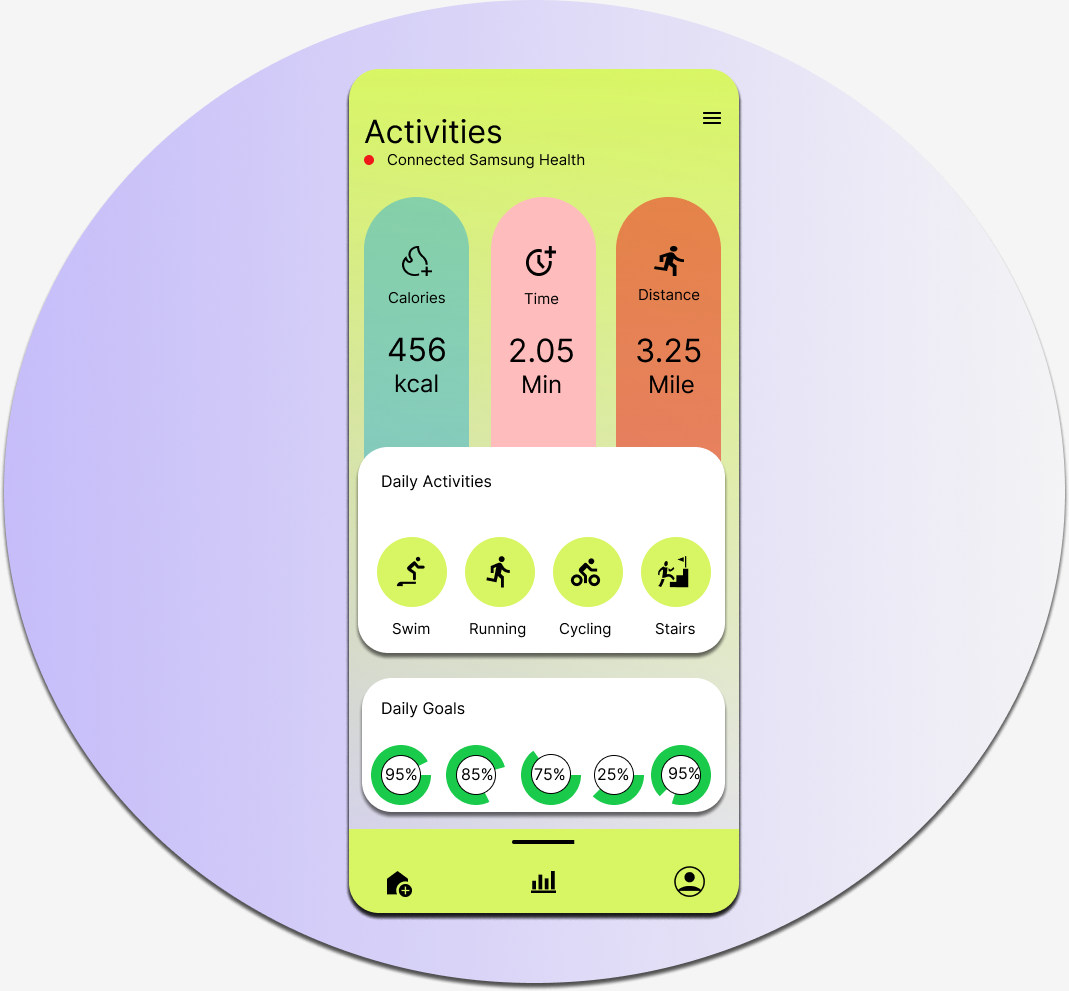 Activities
Connected Samsung Health
Calories
Time
Distance
456
2.05
3.25
kcal
Min
Mile
Daily Activities
Swim
Running
Cycling
Stairs
Daily Goals
95%
85%
75%
25%
95%